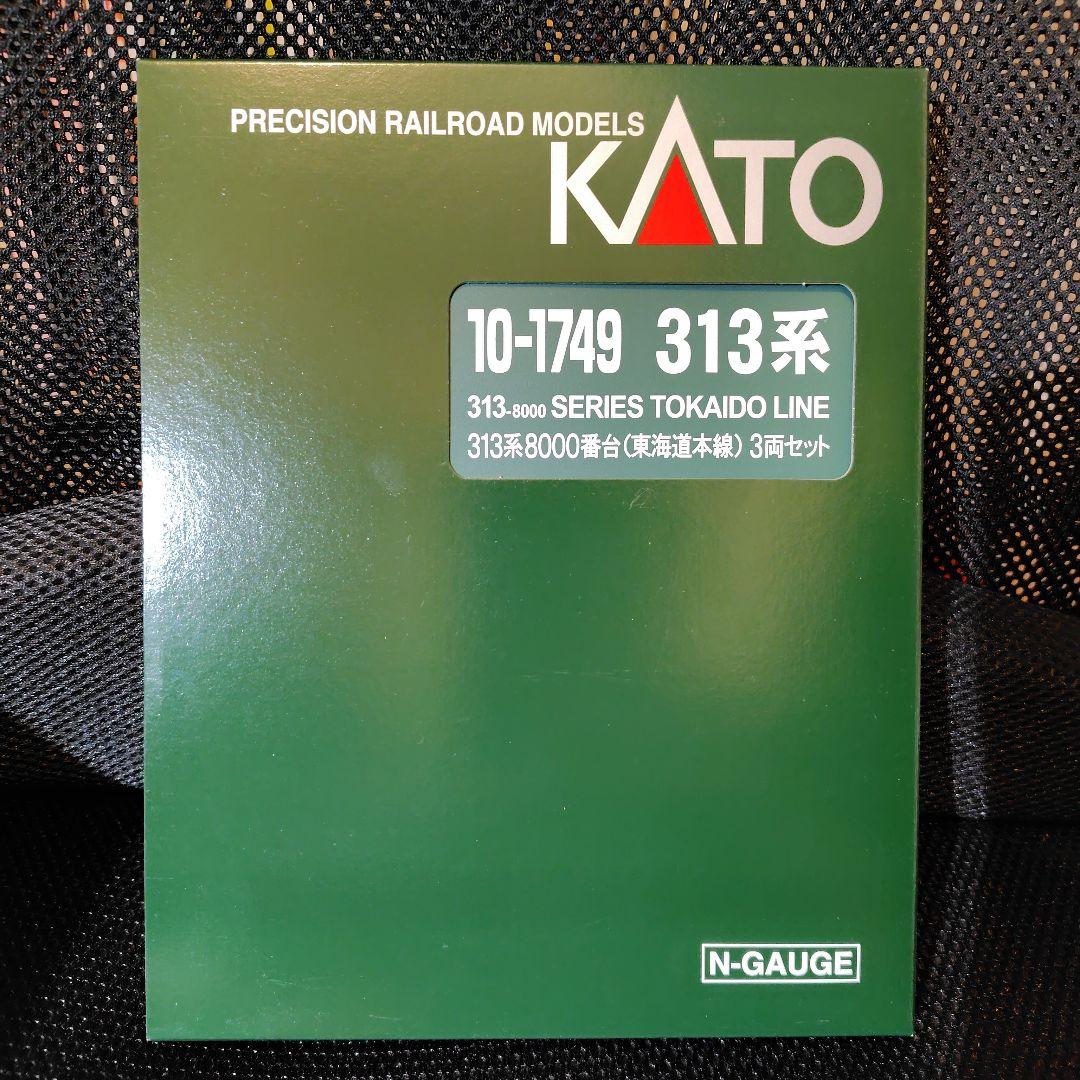 PRECISION RAILROAD MODELS
KATO
10-1749 313系
313-8000 SERIES TOKAIDO LINE
313系8000番台(東海道本線) 3両セット
N-GAUGE